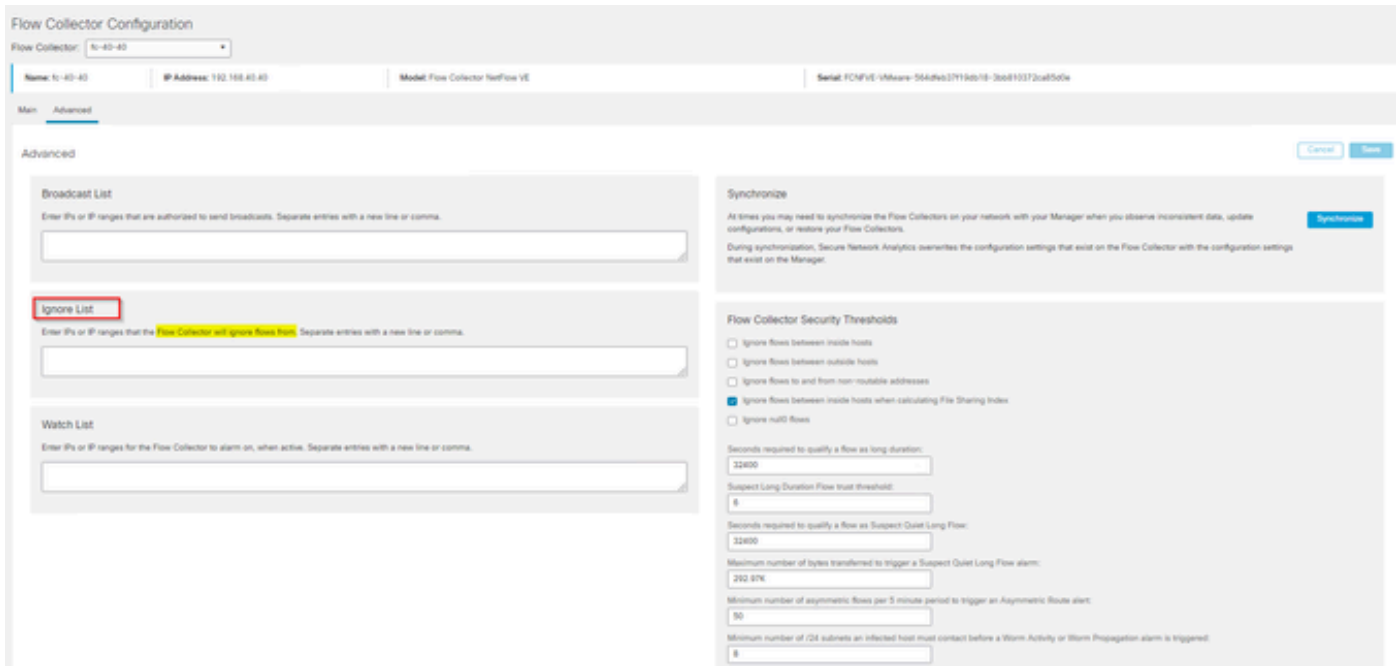 Flow Collector Configuration
Flow Collector: fc-40-40
Name: fc-40-40 IP Address: 192.168.40.40 Model: Flow Collector NetFlow VE Serial:
Main Advanced
Advanced
Cancel Save
Broadcast List
Enter IPs or IP ranges that are authorized to send broadcasts. Separate entries with a new line or comma.
Ignore List
Enter IPs or IP ranges that the Flow Collector will ignore flows from. Separate entries with a new line or comma.
Watch List
Enter IPs or IP ranges for the Flow Collector to alarm on, when active. Separate entries with a new line or comma.
Synchronize
At times you may need to synchronize the Flow Collectors on your network with your Manager when you observe inconsistent data, update
configurations, or restore your Flow Collectors.
Synchronize
During synchronization, Secure Network Analytics overwrites the configuration settings that exist on the Flow Collector with the configuration settings
that exist on the Manager.
Flow Collector Security Thresholds
Ignore flows between inside hosts
Ignore flows between outside hosts
Ignore flows to and from non-routable addresses
Ignore flows between inside hosts when calculating File Sharing Index
Ignore null0 flows
Seconds required to qualify a flow as long duration:
32400
Suspect Long Duration Flow trust threshold:
6
Seconds required to qualify a flow as Suspect Quiet Long Flow:
32400
Maximum number of bytes transferred to trigger a Suspect Quiet Long Flow alarm:
292.97K
Minimum number of asymmetric flows per 5 minute period to trigger an Asymmetric Route alert:
50
Minimum number of /24 subnets an infected host must contact before a Worm Activity or Worm Propagation alarm is triggered:
8